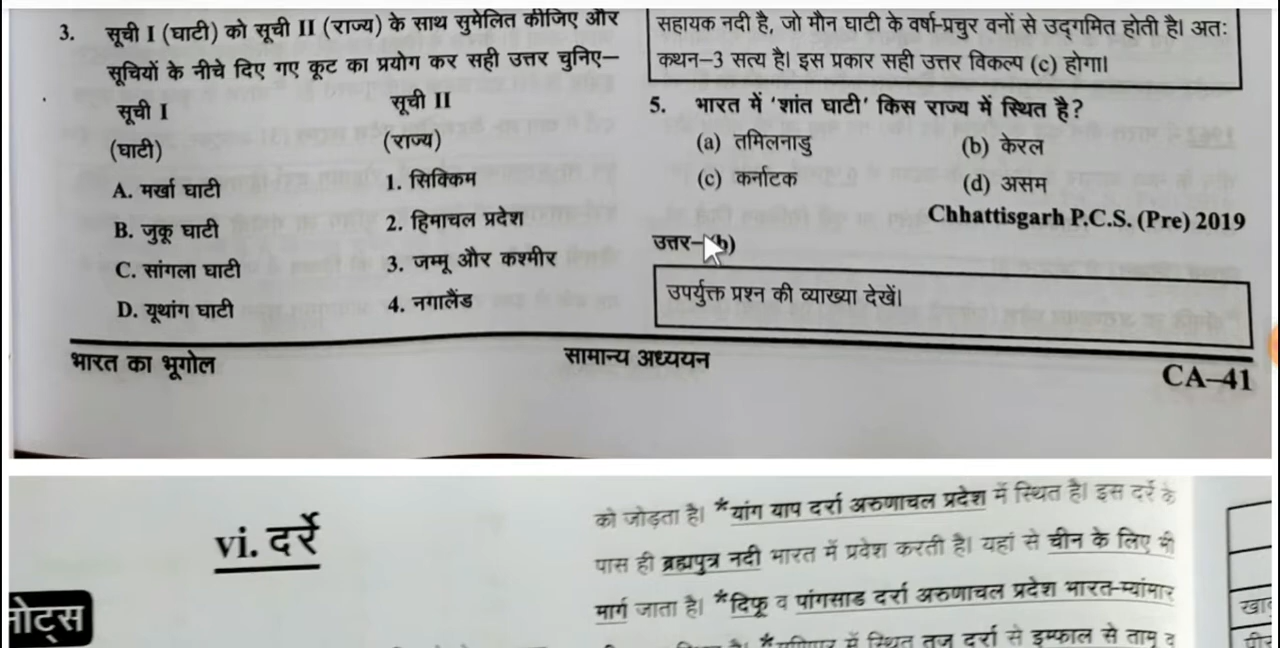 3. सूची I (घाटी) को सूची II (राज्य) के साथ सुमेलित कीजिए और
सूचियों के नीचे दिए गए कूट का प्रयोग कर सही उत्तर चुनिए–
सूची I सूची II
(घाटी) (राज्य)
A. मर्खा घाटी 1. सिक्किम
B. जुकू घाटी 2. हिमाचल प्रदेश
C. सांगला घाटी 3. जम्मू और कश्मीर
D. यूथांग घाटी 4. नगालैंड
सहायक नदी है, जो मौन घाटी के वर्षा-प्रचुर वनों से उद्गमित होती है। अतः
कथन–3 सत्य है। इस प्रकार सही उत्तर विकल्प (c) होगा।
5. भारत में 'शांत घाटी' किस राज्य में स्थित है?
(a) तमिलनाडु (b) केरल
(c) कर्नाटक (d) असम
Chhattisgarh P.C.S. (Pre) 2019
उत्तर–(b)
उपर्युक्त प्रश्न की व्याख्या देखें।
भारत का भूगोल सामान्य अध्ययन CA–41
vi. दर्रे
नोट्स
को जोड़ता है। *यांग याप दर्रा अरुणाचल प्रदेश में स्थित है। इस दर्रे के
पास ही ब्रह्मपुत्र नदी भारत में प्रवेश करती है। यहां से चीन के लिए भी
मार्ग जाता है। *दिफू व पांगसाड दर्रा अरुणाचल प्रदेश भारत-म्यांमार
में स्थित तुजु दर्रा से इम्फाल से तामू व